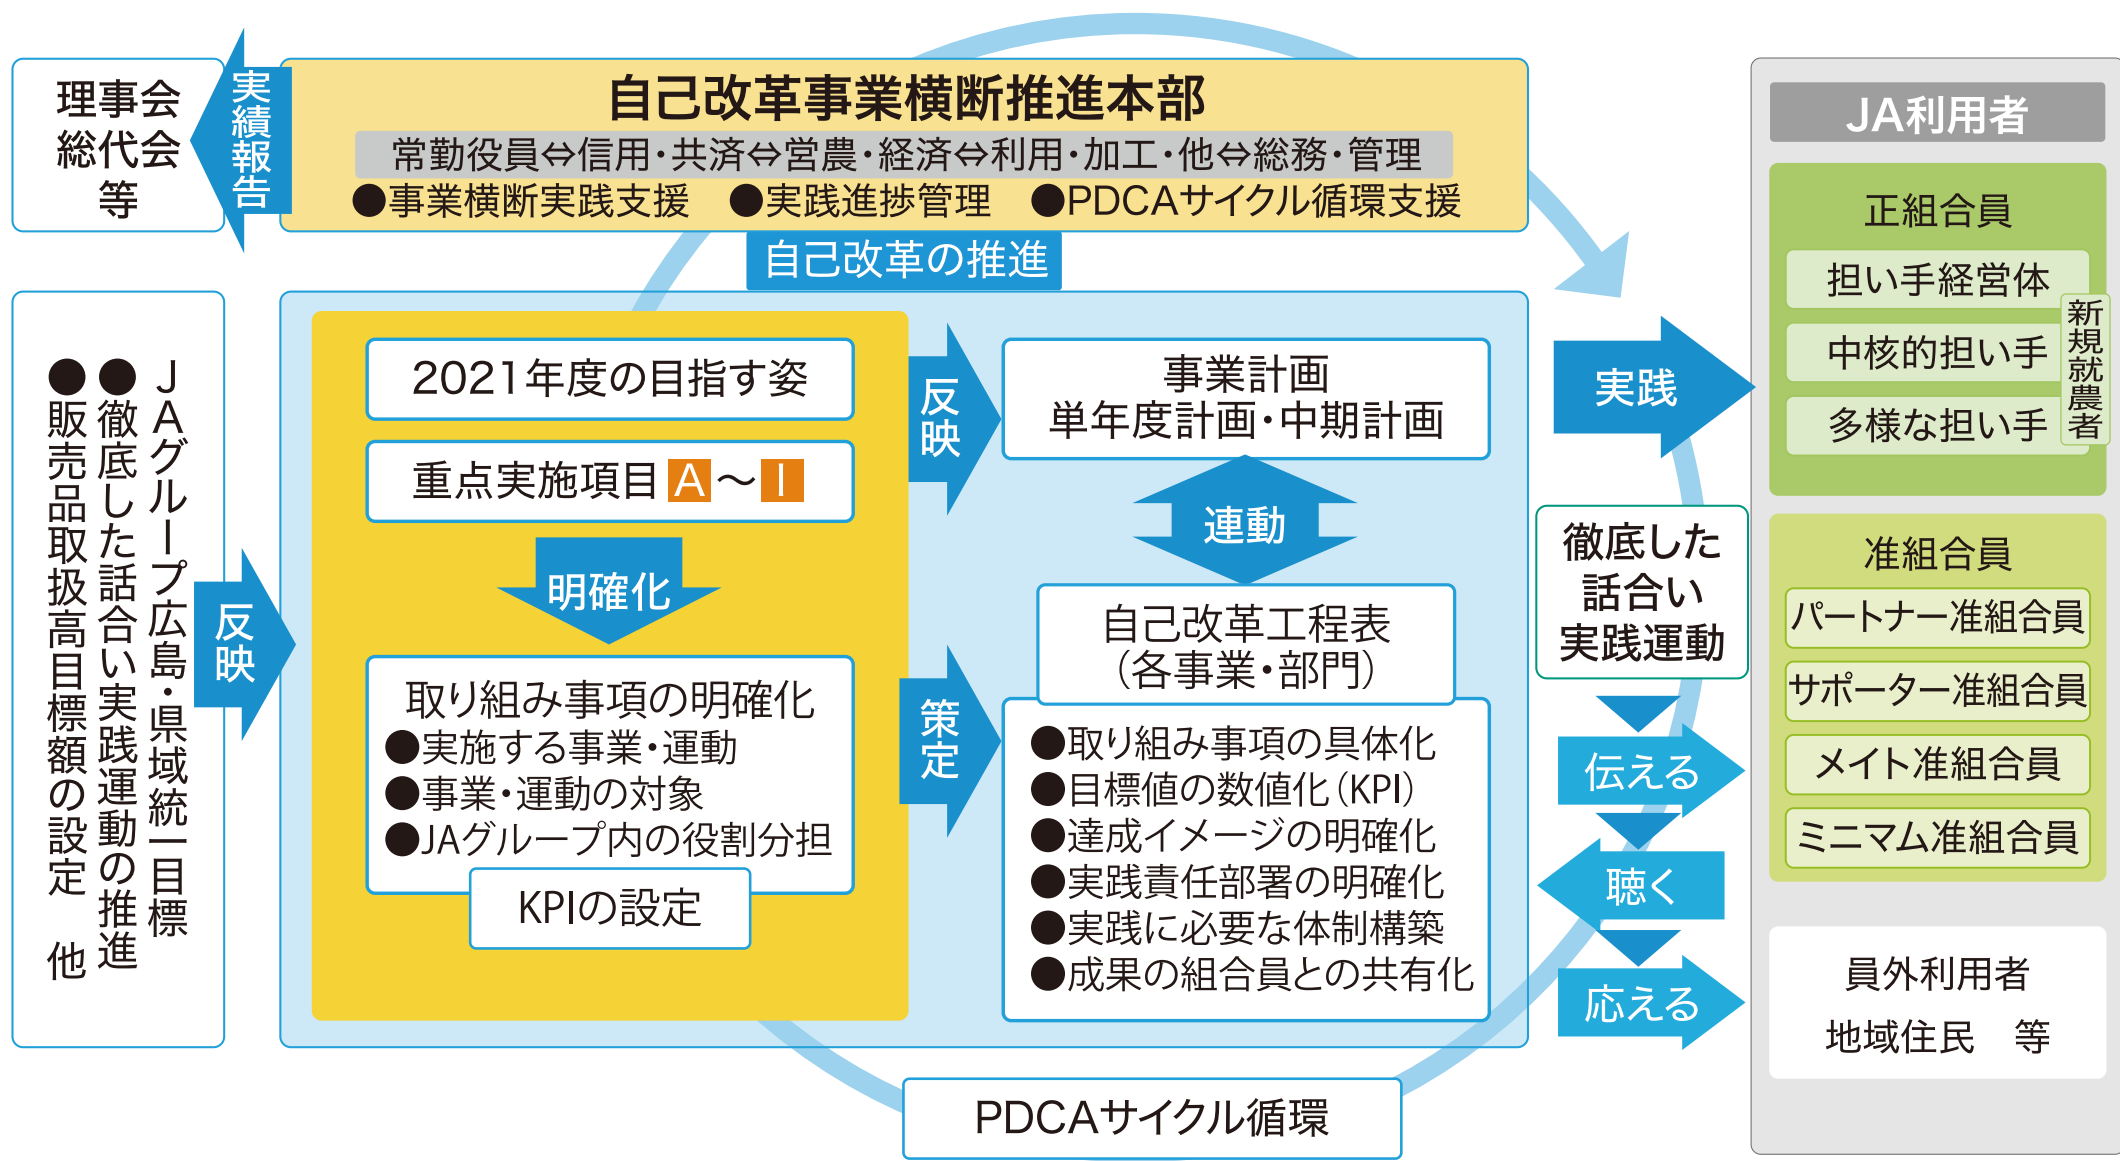 理事会
総代会
等
実績報告
自己改革事業横断推進本部
常勤役員⇔信用・共済⇔営農・経済⇔利用・加工・他⇔総務・管理
●事業横断実践支援　●実践進捗管理　●PDCAサイクル循環支援
自己改革の推進
JAグループ広島・県域統一目標
●徹底した話合い実践運動の推進
●販売品取扱高目標額の設定　他
反映
2021年度の目指す姿
重点実施項目A～I
明確化
取り組み事項の明確化
●実施する事業・運動
●事業・運動の対象
●JAグループ内の役割分担
KPIの設定
反映
策定
事業計画
単年度計画・中期計画
連動
自己改革工程表
（各事業・部門）
●取り組み事項の具体化
●目標値の数値化（KPI）
●達成イメージの明確化
●実践責任部署の明確化
●実践に必要な体制構築
●成果の組合員との共有化
PDCAサイクル循環
実践
徹底した
話合い
実践運動
伝える
聴く
応える
JA利用者
正組合員
担い手経営体
中核的担い手
多様な担い手
新規就農者
准組合員
パートナー准組合員
サポーター准組合員
メイト准組合員
ミニマム准組合員
員外利用者
地域住民　等